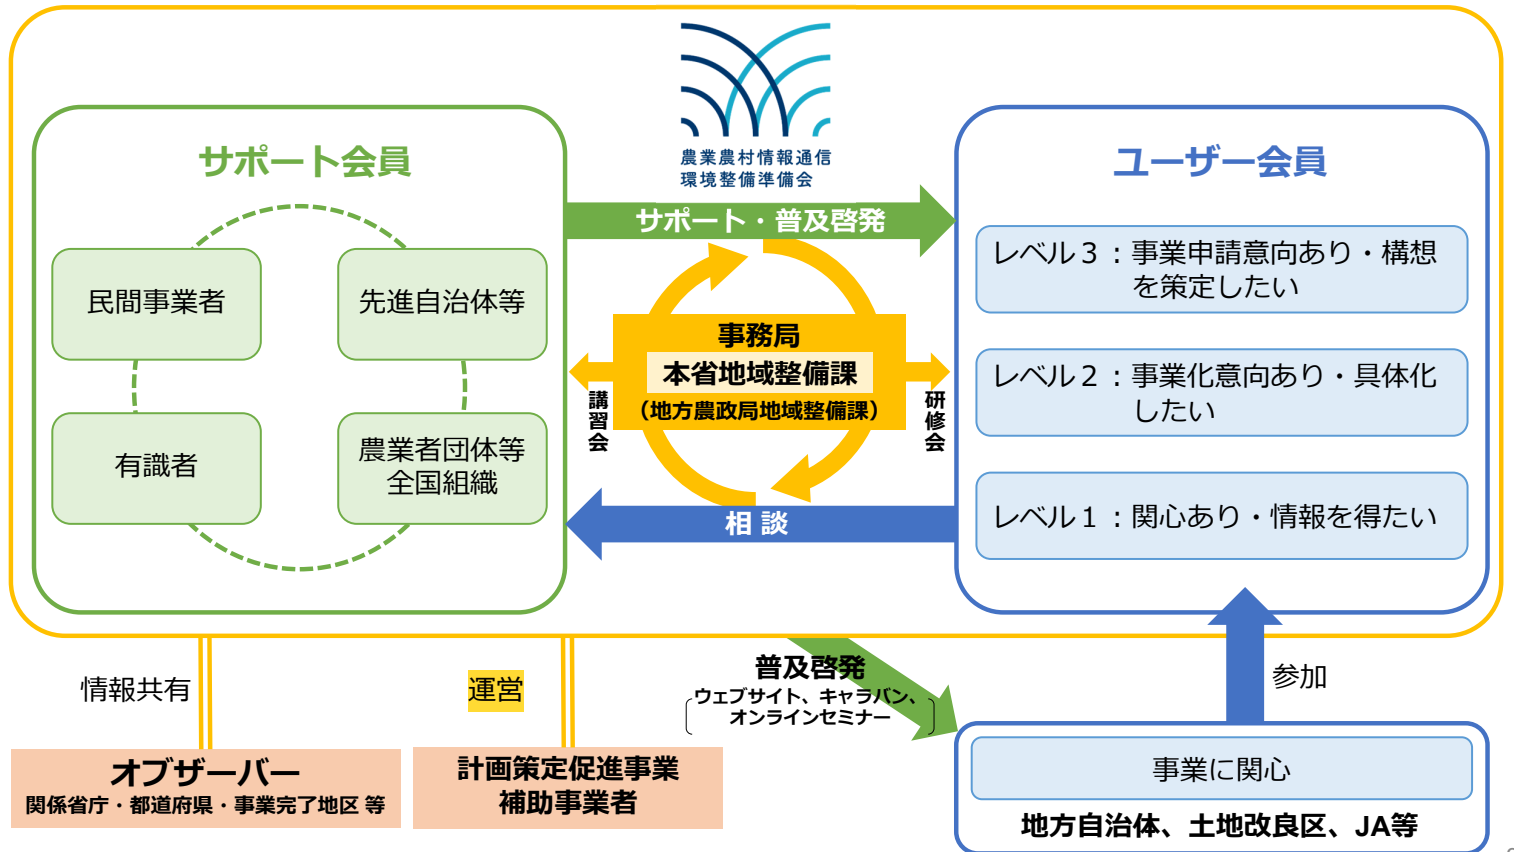 農業農村情報通信
環境整備準備会
サポート会員
民間事業者
先進自治体等
有識者
農業者団体等
全国組織
サポート・普及啓発
事務局
本省地域整備課
（地方農政局地域整備課）
講習会
研修会
相 談
ユーザー会員
レベル３：事業申請意向あり・構想
を策定したい
レベル２：事業化意向あり・具体化
したい
レベル１：関心あり・情報を得たい
情報共有
運営
普及啓発
ウェブサイト、キャラバン、
オンラインセミナー
参加
オブザーバー
関係省庁・都道府県・事業完了地区 等
計画策定促進事業
補助事業者
事業に関心
地方自治体、土地改良区、JA等